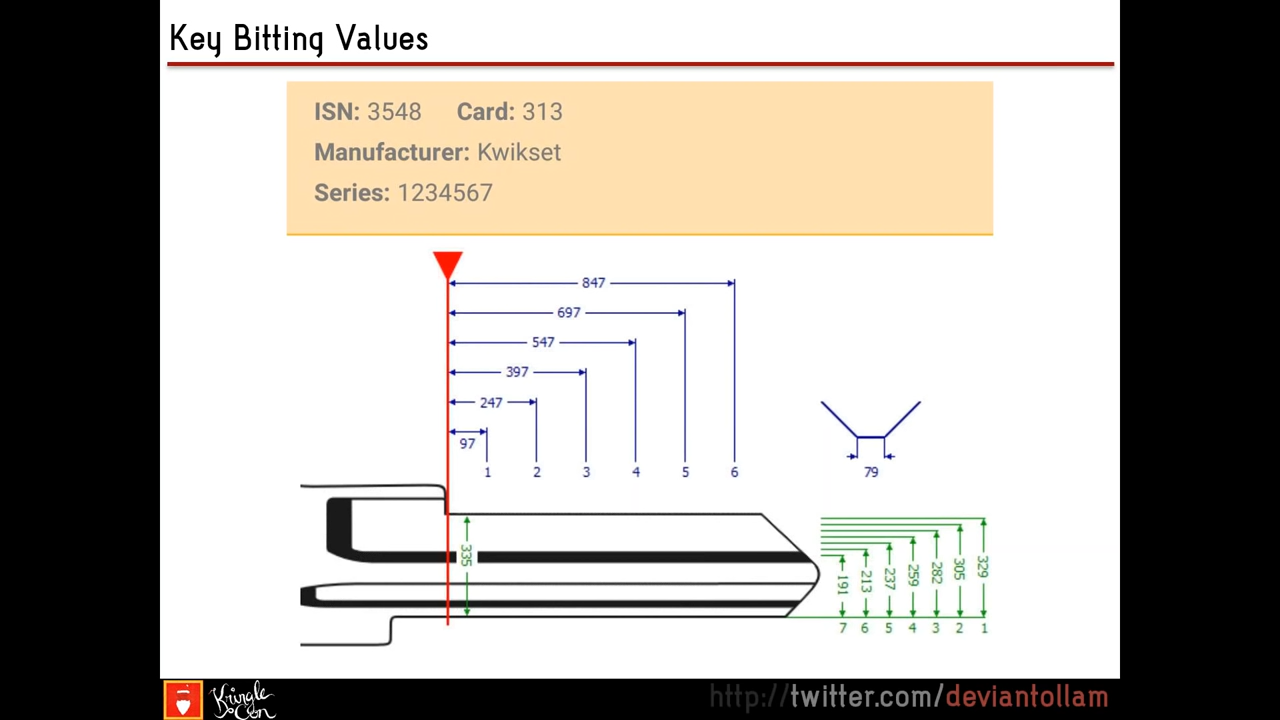 Key Bitting Values
ISN: 3548 Card: 313
Manufacturer: Kwikset
Series: 1234567
847
697
547
397
247
97
1 2 3 4 5 6
79
335
191 213 237 259 282 305 329
7 6 5 4 3 2 1
Kringle Con
http://twitter.com/deviantollam